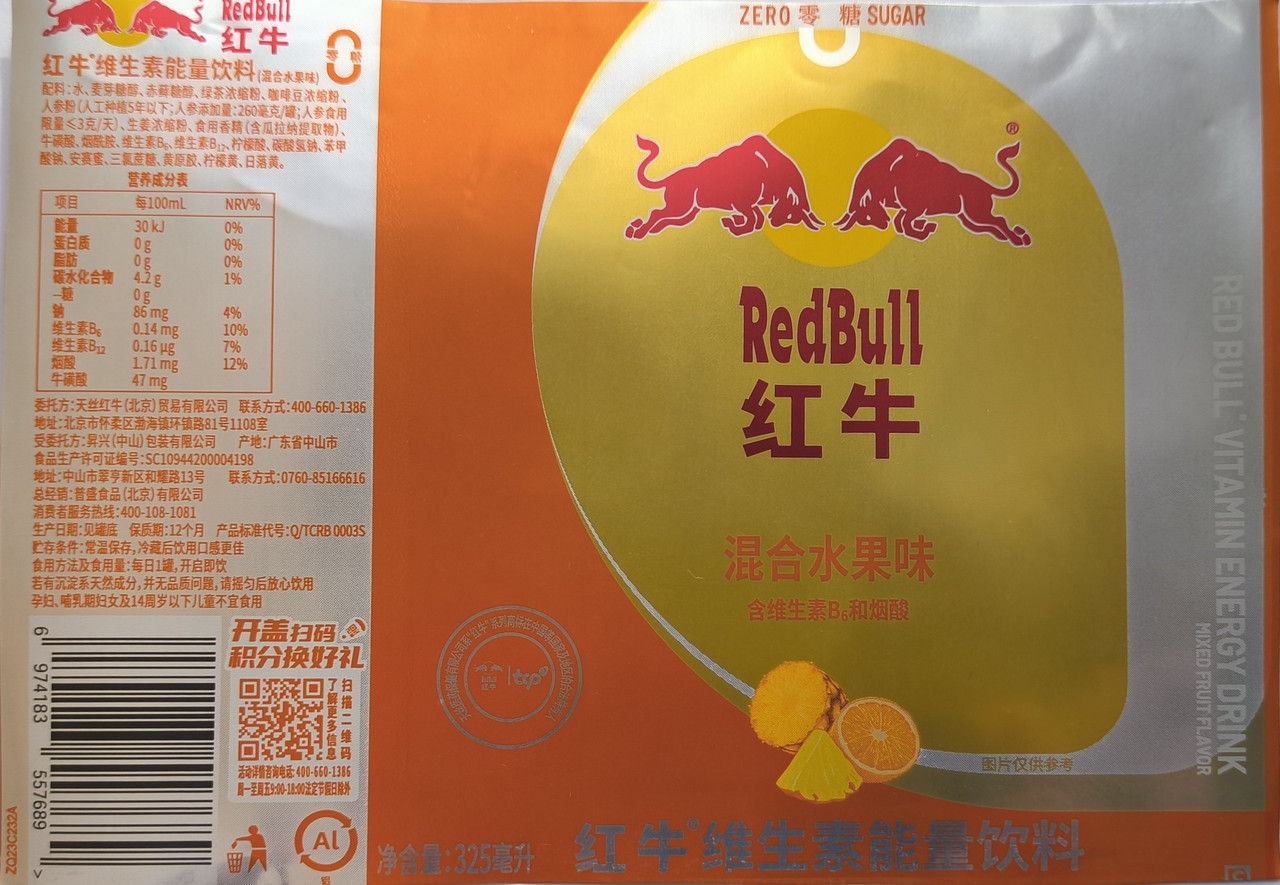 RedBull
红牛
零糖
红牛®维生素能量饮料(混合水果味)
配料:水、麦芽糖醇、赤藓糖醇、绿茶浓缩粉、咖啡豆浓缩粉、
人参粉(人工种植5年以下;人参添加量:260毫克/罐;人参食用
限量≤3克/天)、生姜浓缩粉、食用香精(含瓜拉纳提取物)、
牛磺酸、烟酰胺、维生素B6、维生素B12、柠檬酸、碳酸氢钠、苯甲
酸钠、安赛蜜、三氯蔗糖、黄原胶、柠檬黄、日落黄。
营养成分表
项目 每100mL NRV%
能量 30 kJ 0%
蛋白质 0 g 0%
脂肪 0 g 0%
碳水化合物 4.2 g 1%
–糖 0 g
钠 86 mg 4%
维生素B6 0.14 mg 10%
维生素B12 0.16 μg 7%
烟酸 1.71 mg 12%
牛磺酸 47 mg
委托方:天丝红牛(北京)贸易有限公司 联系方式:400-660-1386
地址:北京市怀柔区渤海镇环镇路81号1108室
受委托方:昇兴(中山)包装有限公司 产地:广东省中山市
食品生产许可证编号:SC10944200004198
地址:中山市翠亨新区和耀路13号 联系方式:0760-85166616
总经销:普盛食品(北京)有限公司
消费者服务热线:400-108-1081
生产日期:见罐底 保质期:12个月 产品标准代号:Q/TCRB 0003S
贮存条件:常温保存,冷藏后饮用口感更佳
食用方法及食用量:每日1罐,开启即饮
若有沉淀系天然成分,并无品质问题,请摇匀后放心饮用
孕妇、哺乳期妇女及14周岁以下儿童不宜食用
开盖扫码
积分换好礼
扫描二维码
了解更多信息
活动详情咨询电话:400-660-1386
周一至周五9:00-18:00法定节假日除外
6 974183 557689 >
ZQ23C232A
Al
铝
ZERO 零 糖 SUGAR
®
RedBull
红牛
混合水果味
含维生素B6和烟酸
红牛
tcp
图片仅供参考
净含量:325毫升
红牛®维生素能量饮料
RED BULL® VITAMIN ENERGY DRINK
MIXED FRUIT FLAVOR
C